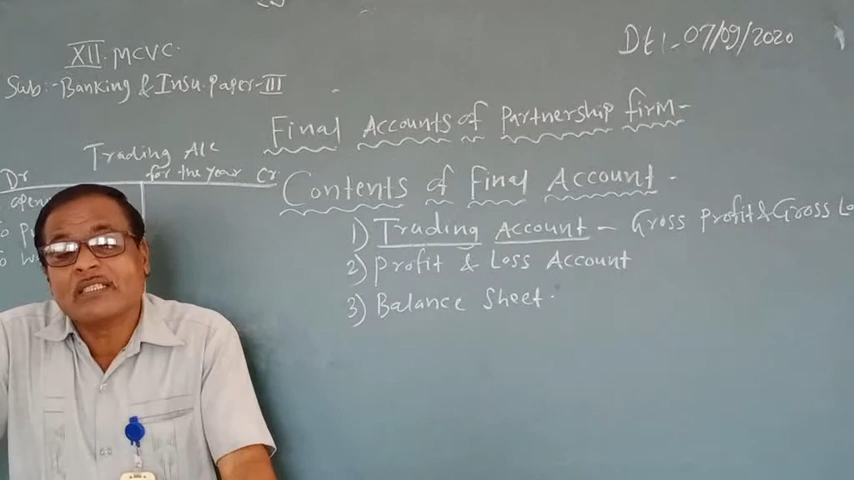 XII. MCVC.
Dt:- 07/09/2020
Sub:- Banking & Insu. Paper-III
Final Accounts of Partnership firm-
Trading A/c
for the Year
Dr
Cr.
Contents of Final Account.
1) Trading Account - Gross Profit & Gross
2) Profit & Loss Account
3) Balance Sheet.